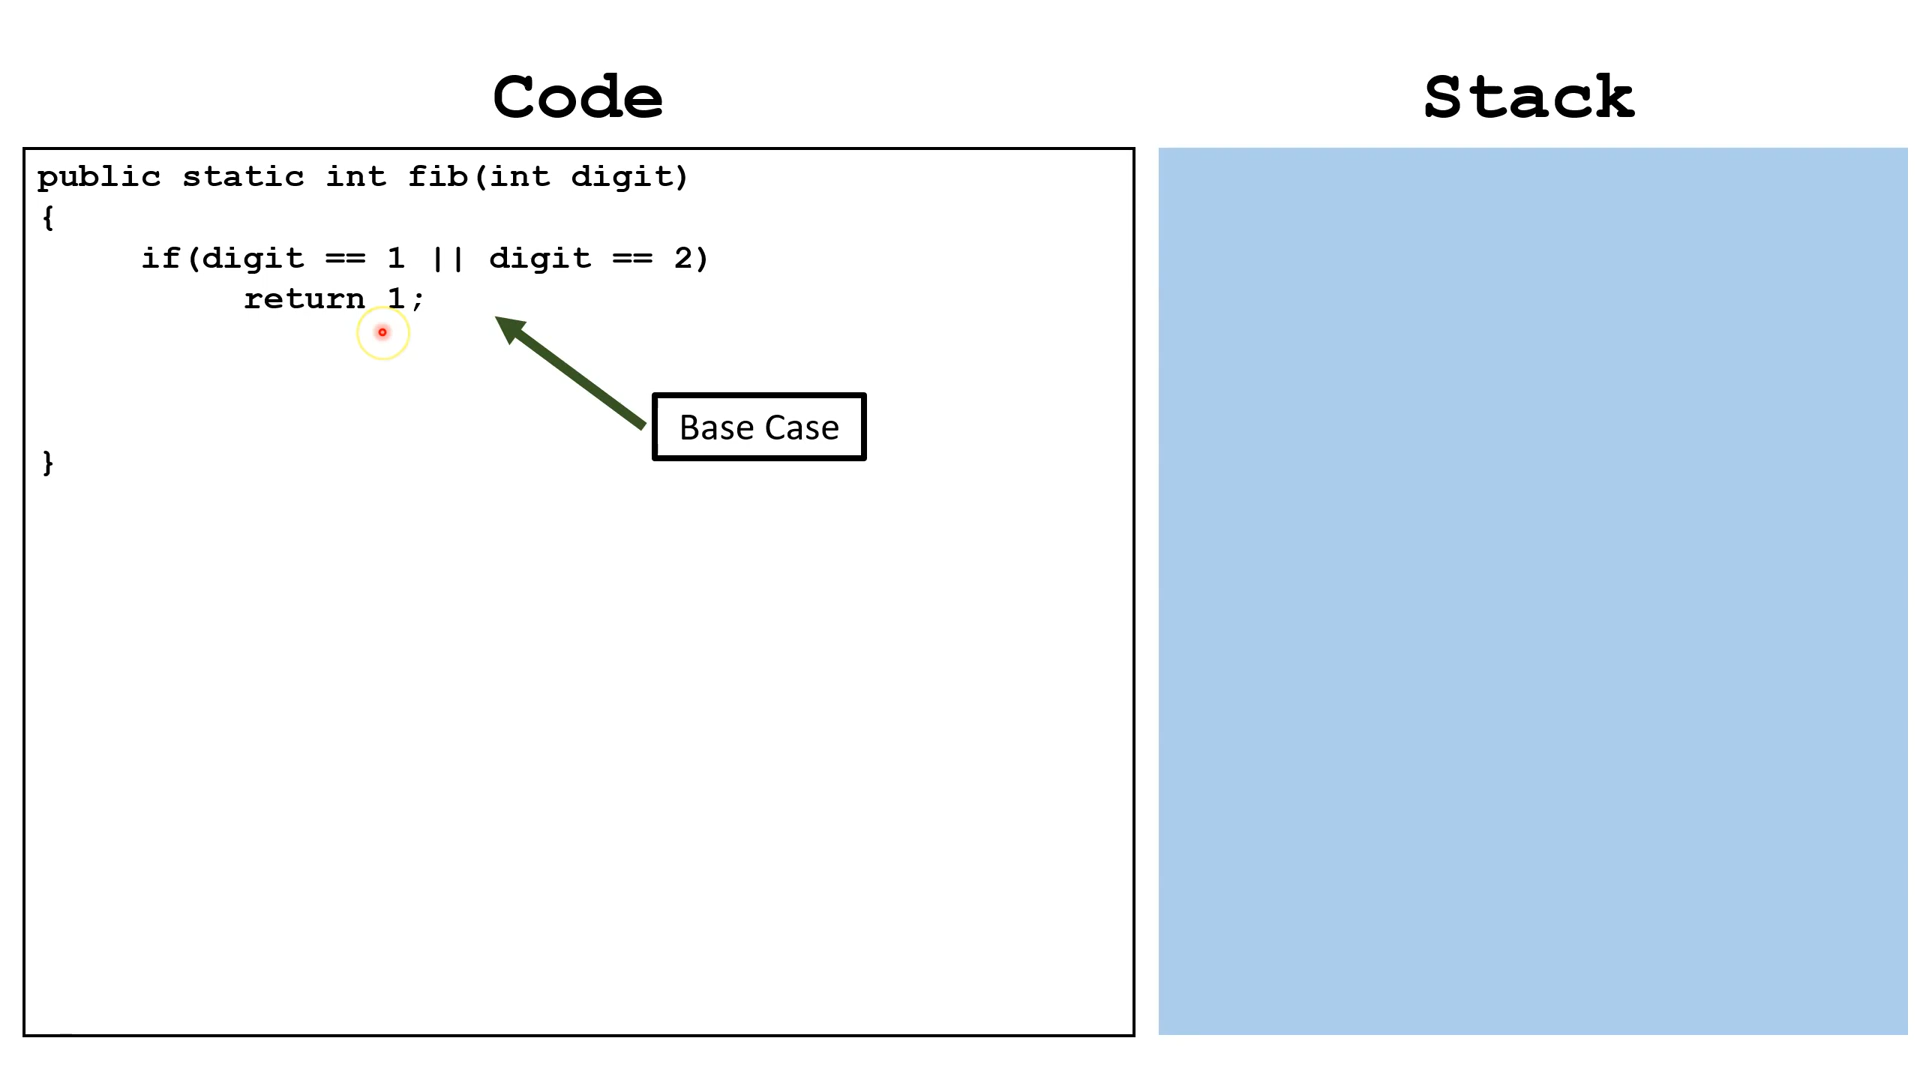 Code
Stack
public static int fib(int digit)
{
if(digit == 1 || digit == 2)
return 1;
Base Case
}